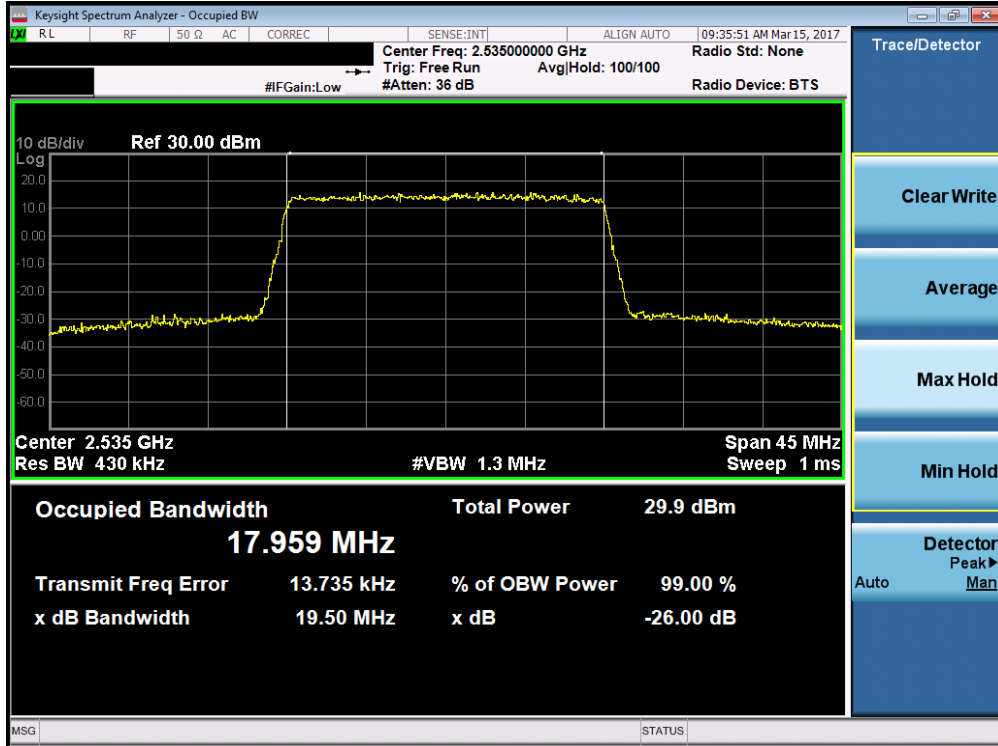 Keysight Spectrum Analyzer - Occupied BW
LXI RL RF 50 Ω AC CORREC SENSE:INT ALIGN AUTO 09:35:51 AM Mar 15, 2017
Center Freq: 2.535000000 GHz Radio Std: None
Trig: Free Run Avg|Hold: 100/100
#IFGain:Low #Atten: 36 dB Radio Device: BTS
10 dB/div Ref 30.00 dBm
Log
20.0
10.0
0.00
-10.0
-20.0
-30.0
-40.0
-50.0
-60.0
Center 2.535 GHz Span 45 MHz
Res BW 430 kHz #VBW 1.3 MHz Sweep 1 ms
Occupied Bandwidth Total Power 29.9 dBm
17.959 MHz
Transmit Freq Error 13.735 kHz % of OBW Power 99.00 %
x dB Bandwidth 19.50 MHz x dB -26.00 dB
MSG STATUS
Trace/Detector
Clear Write
Average
Max Hold
Min Hold
Detector
Peak▶
Auto Man